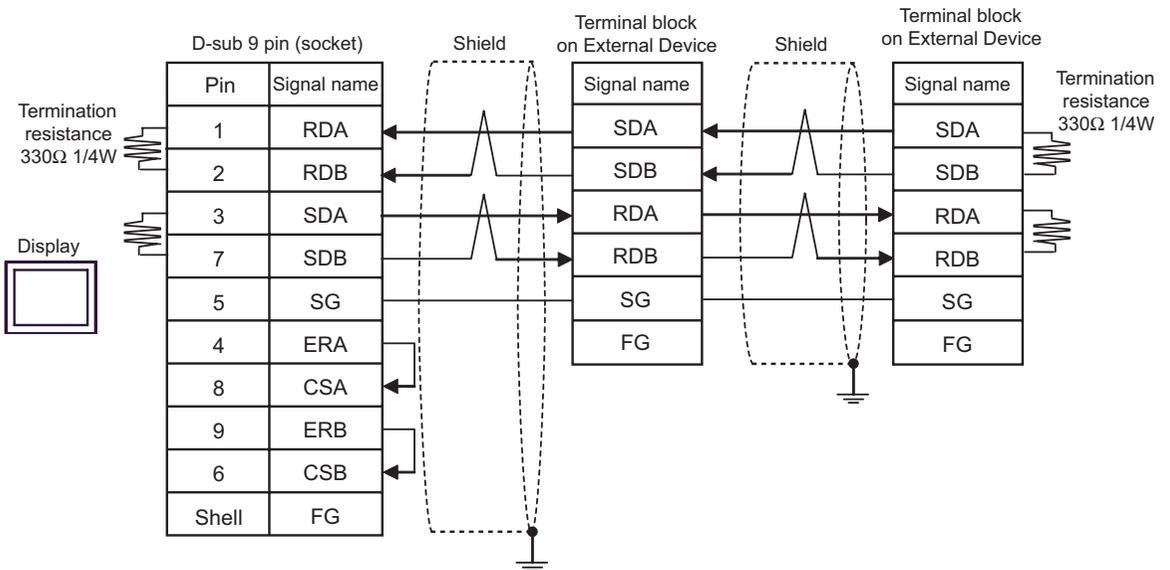 Terminal block
on External Device
Terminal block
on External Device
D-sub 9 pin (socket)
Shield
Shield
Pin Signal name
Signal name
Signal name
Termination
resistance
330Ω 1/4W
Termination
resistance
330Ω 1/4W
1 RDA
SDA
SDA
2 RDB
SDB
SDB
3 SDA
RDA
RDA
7 SDB
RDB
RDB
Display
5 SG
SG
SG
4 ERA
FG
FG
8 CSA
9 ERB
6 CSB
Shell FG